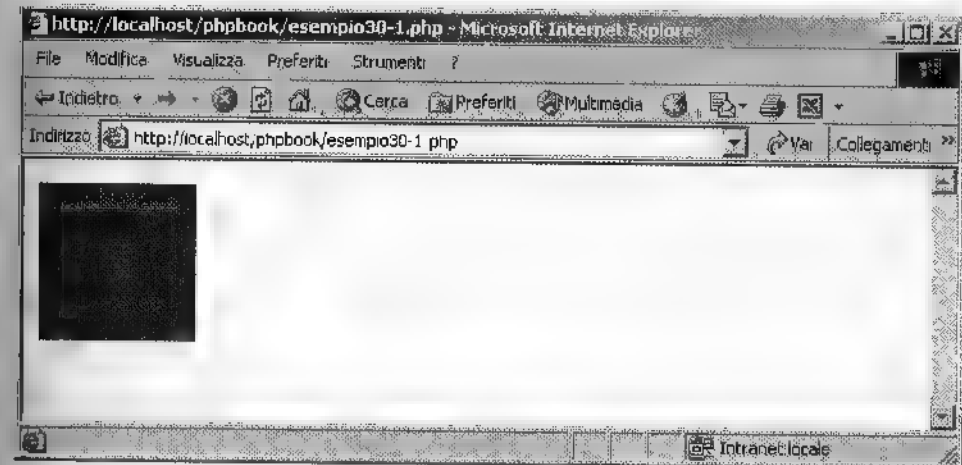 http://localhost/phpbook/esempio30-1.php - Microsoft Internet Explorer
File Modifica Visualizza Preferiti Strumenti ?
Indietro Cerca Preferiti Multimedia
Indirizzo http://localhost/phpbook/esempio30-1 php Vai Collegamenti »
Intranet locale